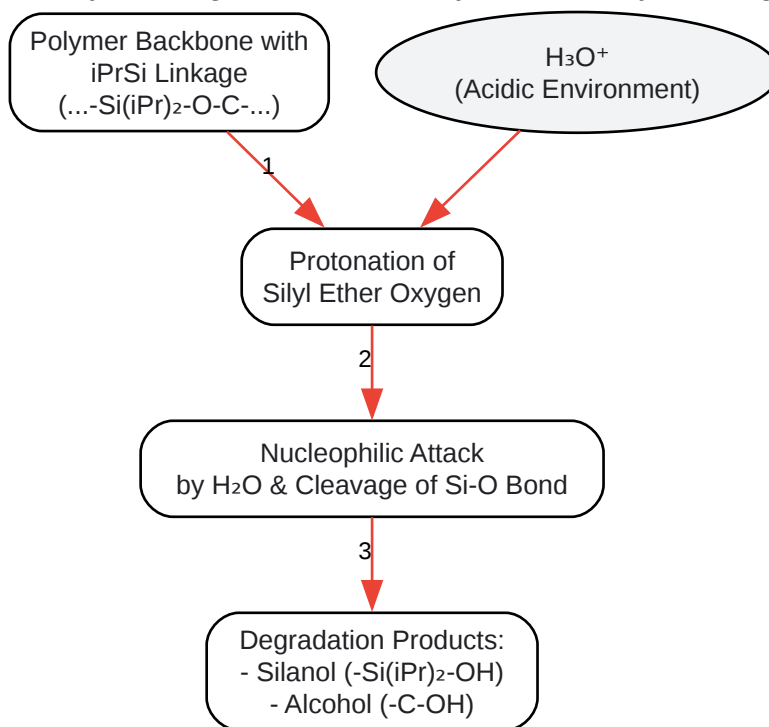 Polymer Backbone with
iPrSi Linkage
(...-Si(iPr)₂-O-C-...)
H₃O⁺
(Acidic Environment)
1
Protonation of
Silyl Ether Oxygen
2
Nucleophilic Attack
by H₂O & Cleavage of Si-O Bond
3
Degradation Products:
- Silanol (-Si(iPr)₂-OH)
- Alcohol (-C-OH)